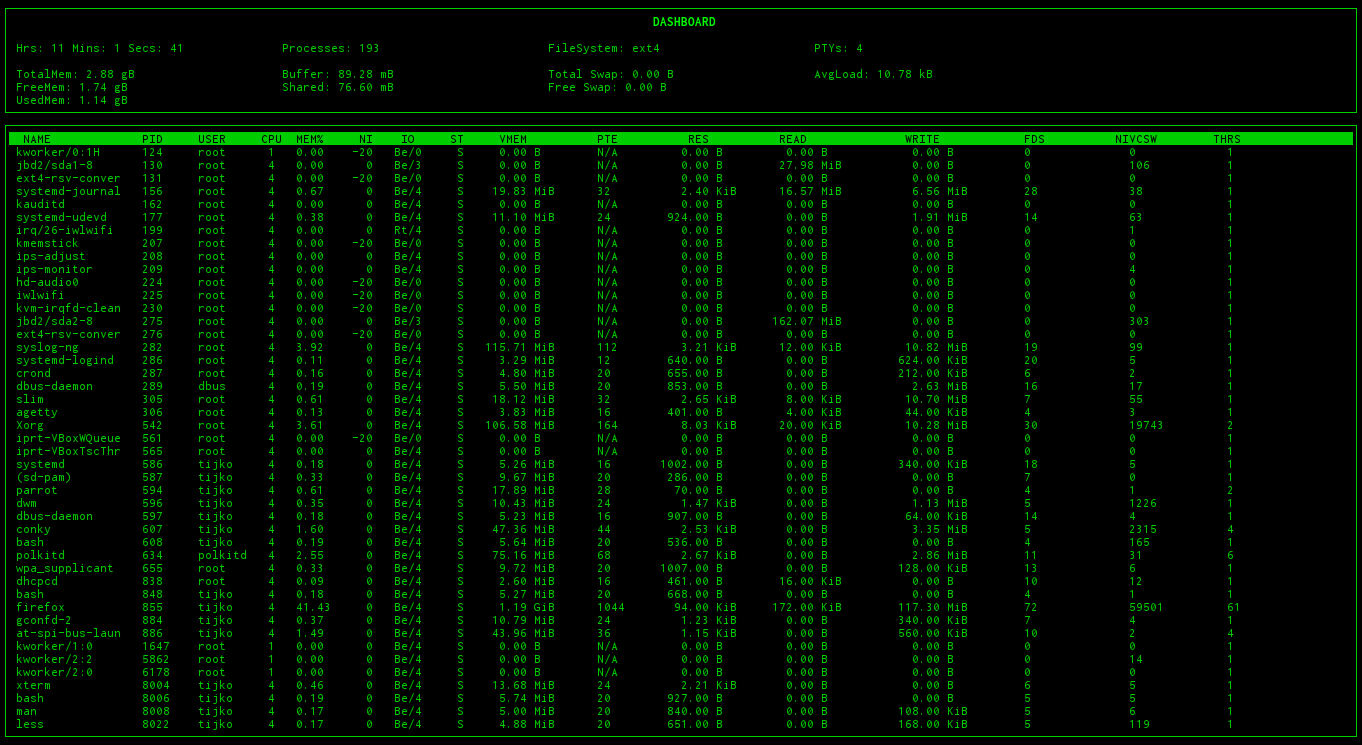 DASHBOARD
Hrs: 11 Mins: 1 Secs: 41 Processes: 193 FileSystem: ext4 PTYs: 4
TotalMem: 2.88 gB Buffer: 89.28 mB Total Swap: 0.00 B AvgLoad: 10.78 kB
FreeMem: 1.74 gB Shared: 76.60 mB Free Swap: 0.00 B
UsedMem: 1.14 gB
NAME PID USER CPU MEM% NI IO ST VMEM PTE RES READ WRITE FDS NIVCSW THRS
kworker/0:1H 124 root 1 0.00 -20 Be/0 S 0.00 B N/A 0.00 B 0.00 B 0.00 B 0 0 1
jbd2/sda1-8 130 root 4 0.00 0 Be/3 S 0.00 B N/A 0.00 B 27.98 MiB 0.00 B 0 106 1
ext4-rsv-conver 131 root 4 0.00 -20 Be/0 S 0.00 B N/A 0.00 B 0.00 B 0.00 B 0 0 1
systemd-journal 156 root 4 0.67 0 Be/4 S 19.83 MiB 32 2.40 KiB 16.57 MiB 6.56 MiB 28 38 1
kauditd 162 root 4 0.00 0 Be/4 S 0.00 B N/A 0.00 B 0.00 B 0.00 B 0 0 1
systemd-udevd 177 root 4 0.38 0 Be/4 S 11.10 MiB 24 924.00 B 0.00 B 1.91 MiB 14 63 1
irq/26-iwlwifi 199 root 4 0.00 0 Rt/4 S 0.00 B N/A 0.00 B 0.00 B 0.00 B 0 1 1
kmemstick 207 root 4 0.00 -20 Be/0 S 0.00 B N/A 0.00 B 0.00 B 0.00 B 0 0 1
ips-adjust 208 root 4 0.00 0 Be/4 S 0.00 B N/A 0.00 B 0.00 B 0.00 B 0 0 1
ips-monitor 209 root 4 0.00 0 Be/4 S 0.00 B N/A 0.00 B 0.00 B 0.00 B 0 4 1
hd-audio0 224 root 4 0.00 -20 Be/0 S 0.00 B N/A 0.00 B 0.00 B 0.00 B 0 0 1
iwlwifi 225 root 4 0.00 -20 Be/0 S 0.00 B N/A 0.00 B 0.00 B 0.00 B 0 0 1
kvm-irqfd-clean 230 root 4 0.00 -20 Be/0 S 0.00 B N/A 0.00 B 0.00 B 0.00 B 0 0 1
jbd2/sda2-8 275 root 4 0.00 0 Be/3 S 0.00 B N/A 0.00 B 162.07 MiB 0.00 B 0 303 1
ext4-rsv-conver 276 root 4 0.00 -20 Be/0 S 0.00 B N/A 0.00 B 0.00 B 0.00 B 0 0 1
syslog-ng 282 root 4 3.92 0 Be/4 S 115.71 MiB 112 3.21 KiB 12.00 KiB 10.82 MiB 19 99 1
systemd-logind 286 root 4 0.11 0 Be/4 S 3.29 MiB 12 640.00 B 0.00 B 624.00 KiB 20 5 1
crond 287 root 4 0.16 0 Be/4 S 4.80 MiB 20 655.00 B 0.00 B 212.00 KiB 6 2 1
dbus-daemon 289 dbus 4 0.19 0 Be/4 S 5.50 MiB 20 853.00 B 0.00 B 2.63 MiB 16 17 1
slim 305 root 4 0.61 0 Be/4 S 18.12 MiB 32 2.65 KiB 8.00 KiB 10.70 MiB 7 55 1
agetty 306 root 4 0.13 0 Be/4 S 3.83 MiB 16 401.00 B 4.00 KiB 44.00 KiB 4 3 1
Xorg 542 root 4 3.61 0 Be/4 S 106.58 MiB 164 8.03 KiB 20.00 KiB 10.28 MiB 30 19743 2
iprt-VBoxWQueue 561 root 4 0.00 -20 Be/0 S 0.00 B N/A 0.00 B 0.00 B 0.00 B 0 0 1
iprt-VBoxTscThr 565 root 4 0.00 0 Be/4 S 0.00 B N/A 0.00 B 0.00 B 0.00 B 0 0 1
systemd 586 tijko 4 0.18 0 Be/4 S 5.26 MiB 16 1002.00 B 0.00 B 340.00 KiB 18 5 1
(sd-pam) 587 tijko 4 0.33 0 Be/4 S 9.67 MiB 20 286.00 B 0.00 B 0.00 B 7 0 1
parrot 594 tijko 4 0.61 0 Be/4 S 17.89 MiB 28 70.00 B 0.00 B 0.00 B 4 1 2
dwm 596 tijko 4 0.35 0 Be/4 S 10.43 MiB 24 1.47 KiB 0.00 B 1.13 MiB 5 1226 1
dbus-daemon 597 tijko 4 0.18 0 Be/4 S 5.23 MiB 16 907.00 B 0.00 B 64.00 KiB 14 4 1
conky 607 tijko 4 1.60 0 Be/4 S 47.36 MiB 44 2.53 KiB 0.00 B 3.35 MiB 5 2315 4
bash 608 tijko 4 0.19 0 Be/4 S 5.64 MiB 20 536.00 B 0.00 B 0.00 B 4 165 1
polkitd 634 polkitd 4 2.55 0 Be/4 S 75.16 MiB 68 2.67 KiB 0.00 B 2.86 MiB 11 31 6
wpa_supplicant 655 root 4 0.33 0 Be/4 S 9.72 MiB 20 1007.00 B 0.00 B 128.00 KiB 13 6 1
dhcpcd 838 root 4 0.09 0 Be/4 S 2.60 MiB 16 461.00 B 16.00 KiB 0.00 B 10 12 1
bash 848 tijko 4 0.18 0 Be/4 S 5.27 MiB 20 668.00 B 0.00 B 0.00 B 4 1 1
firefox 855 tijko 4 41.43 0 Be/4 S 1.19 GiB 1044 94.00 KiB 172.00 KiB 117.30 MiB 72 59501 61
gconfd-2 884 tijko 4 0.37 0 Be/4 S 10.79 MiB 24 1.23 KiB 0.00 B 340.00 KiB 7 4 1
at-spi-bus-laun 886 tijko 4 1.49 0 Be/4 S 43.96 MiB 36 1.15 KiB 0.00 B 560.00 KiB 10 2 4
kworker/1:0 1647 root 1 0.00 0 Be/4 S 0.00 B N/A 0.00 B 0.00 B 0.00 B 0 0 1
kworker/2:2 5862 root 1 0.00 0 Be/4 S 0.00 B N/A 0.00 B 0.00 B 0.00 B 0 14 1
kworker/2:0 6178 root 1 0.00 0 Be/4 S 0.00 B N/A 0.00 B 0.00 B 0.00 B 0 0 1
xterm 8004 tijko 4 0.46 0 Be/4 S 13.68 MiB 24 2.21 KiB 0.00 B 0.00 B 6 5 1
bash 8006 tijko 4 0.19 0 Be/4 S 5.74 MiB 20 927.00 B 0.00 B 0.00 B 5 5 1
man 8008 tijko 4 0.17 0 Be/4 S 5.00 MiB 20 840.00 B 0.00 B 108.00 KiB 5 6 1
less 8022 tijko 4 0.17 0 Be/4 S 4.88 MiB 20 651.00 B 0.00 B 168.00 KiB 5 119 1